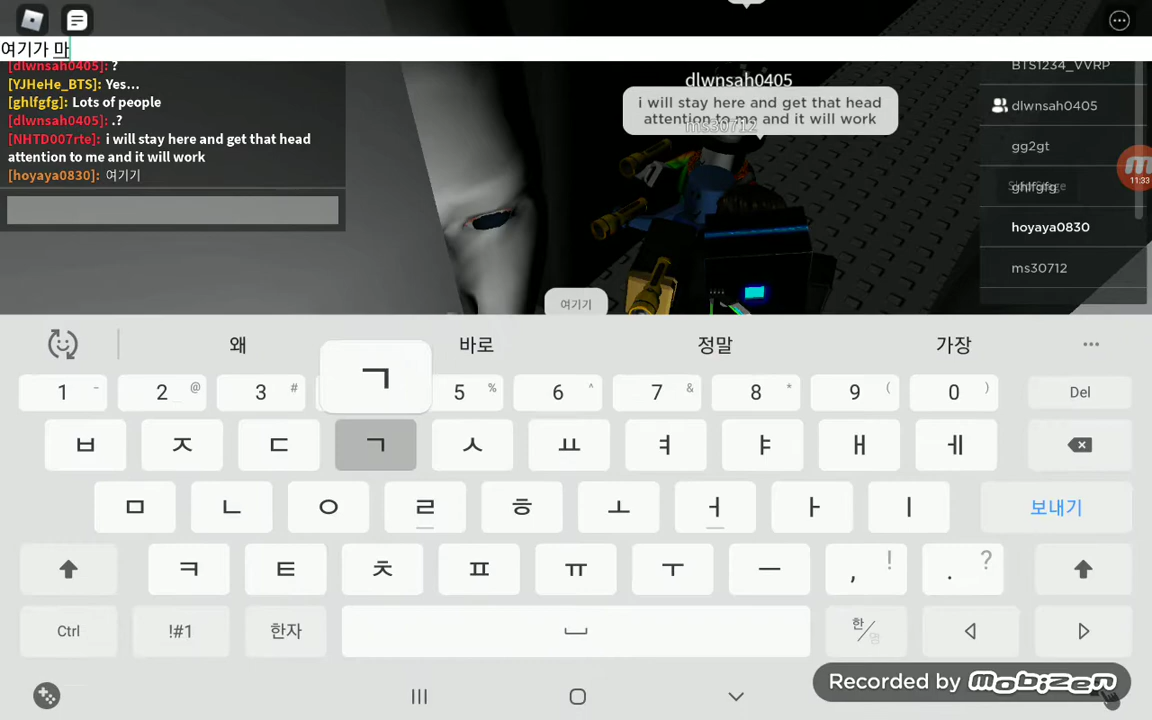 여기가 마
[dlwnsah0405]: ?
[YJHeHe_BTS]: Yes...
[ghlfgfg]: Lots of people
[dlwnsah0405]: .?
[NHTD007rte]: i will stay here and get that head
attention to me and it will work
[hoyaya0830]: 여기기
dlwnsah0405
i will stay here and get that head
attention to me and it will work
ms30712
여기기
BTS1234_VVRP
dlwnsah0405
gg2gt
ghlfgfg
hoyaya0830
ms30712
11:33
왜 바로 정말 가장 ...
ㄱ
1 - 2 @ 3 # 5 % 6 ^ 7 & 8 * 9 ( 0 ) Del
ㅂ ㅈ ㄷ ㄱ ㅅ ㅛ ㅕ ㅑ ㅐ ㅔ
ㅁ ㄴ ㅇ ㄹ ㅎ ㅗ ㅓ ㅏ ㅣ 보내기
ㅋ ㅌ ㅊ ㅍ ㅠ ㅜ ㅡ , ! . ?
Ctrl !#1 한자 한/영
Recorded by mobizen